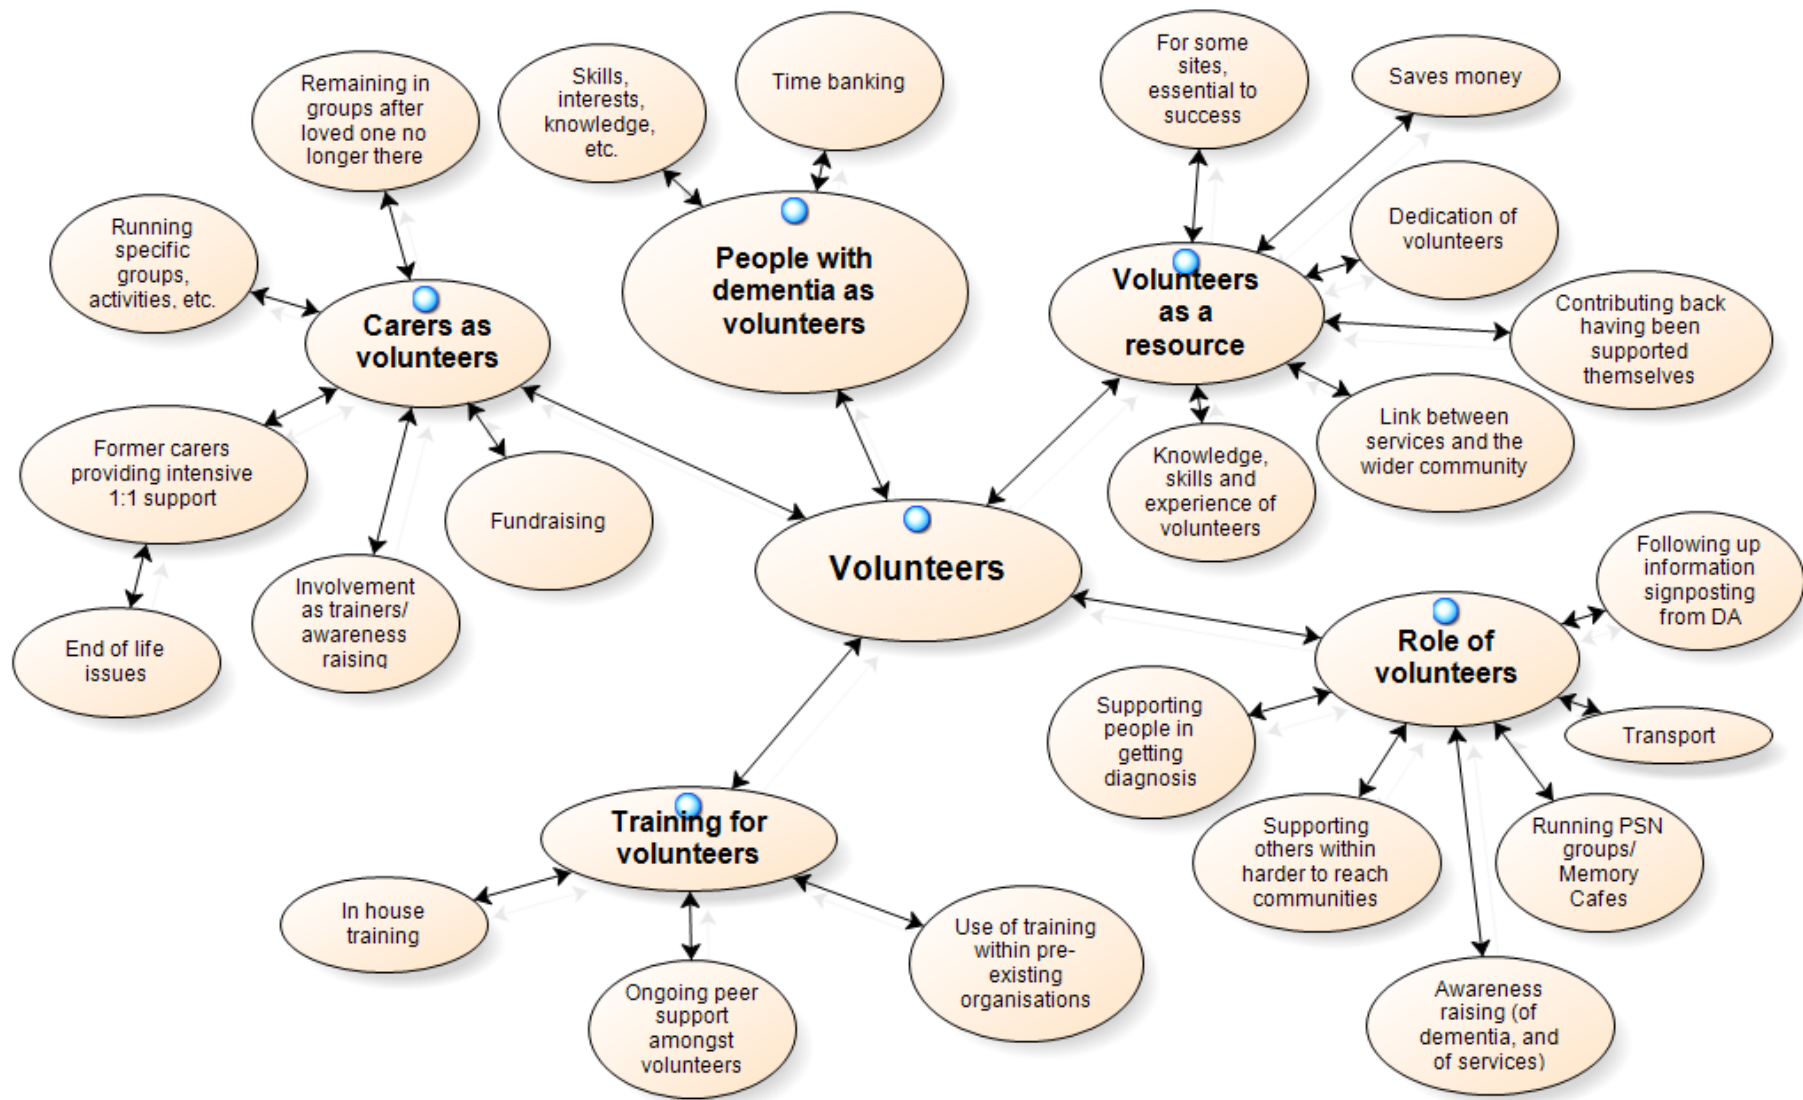 Remaining in
groups after
loved one no
longer there
Skills,
interests,
knowledge,
etc.
Time banking
For some
sites,
essential to
success
Saves money
Running
specific
groups,
activities, etc.
Carers as
volunteers
People with
dementia as
volunteers
Volunteers
as a
resource
Dedication of
volunteers
Contributing back
having been
supported
themselves
Link between
services and the
wider community
Knowledge,
skills and
experience of
volunteers
Former carers
providing intensive
1:1 support
Fundraising
Involvement
as trainers/
awareness
raising
End of life
issues
Volunteers
Following up
information
signposting
from DA
Role of
volunteers
Transport
Supporting
people in
getting
diagnosis
Supporting
others within
harder to reach
communities
Running PSN
groups/
Memory
Cafes
Awareness
raising (of
dementia, and
of services)
Training for
volunteers
In house
training
Ongoing peer
support
amongst
volunteers
Use of training
within pre-
existing
organisations